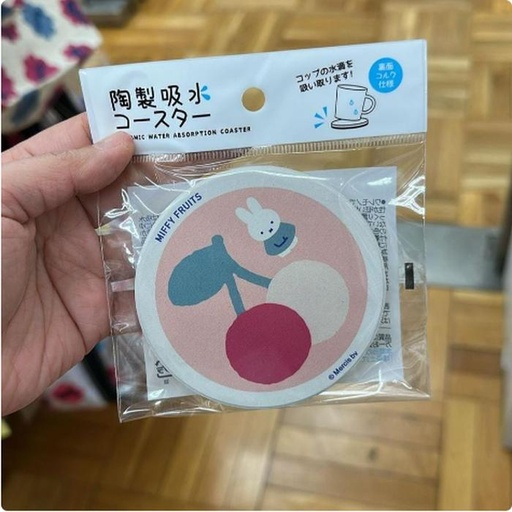 陶製吸水
コースター
MIC WATER ABSORPTION COASTER
コップの水滴を
吸い取ります!
裏面
コルク
仕様
MIFFY FRUITS
© Mercis bv